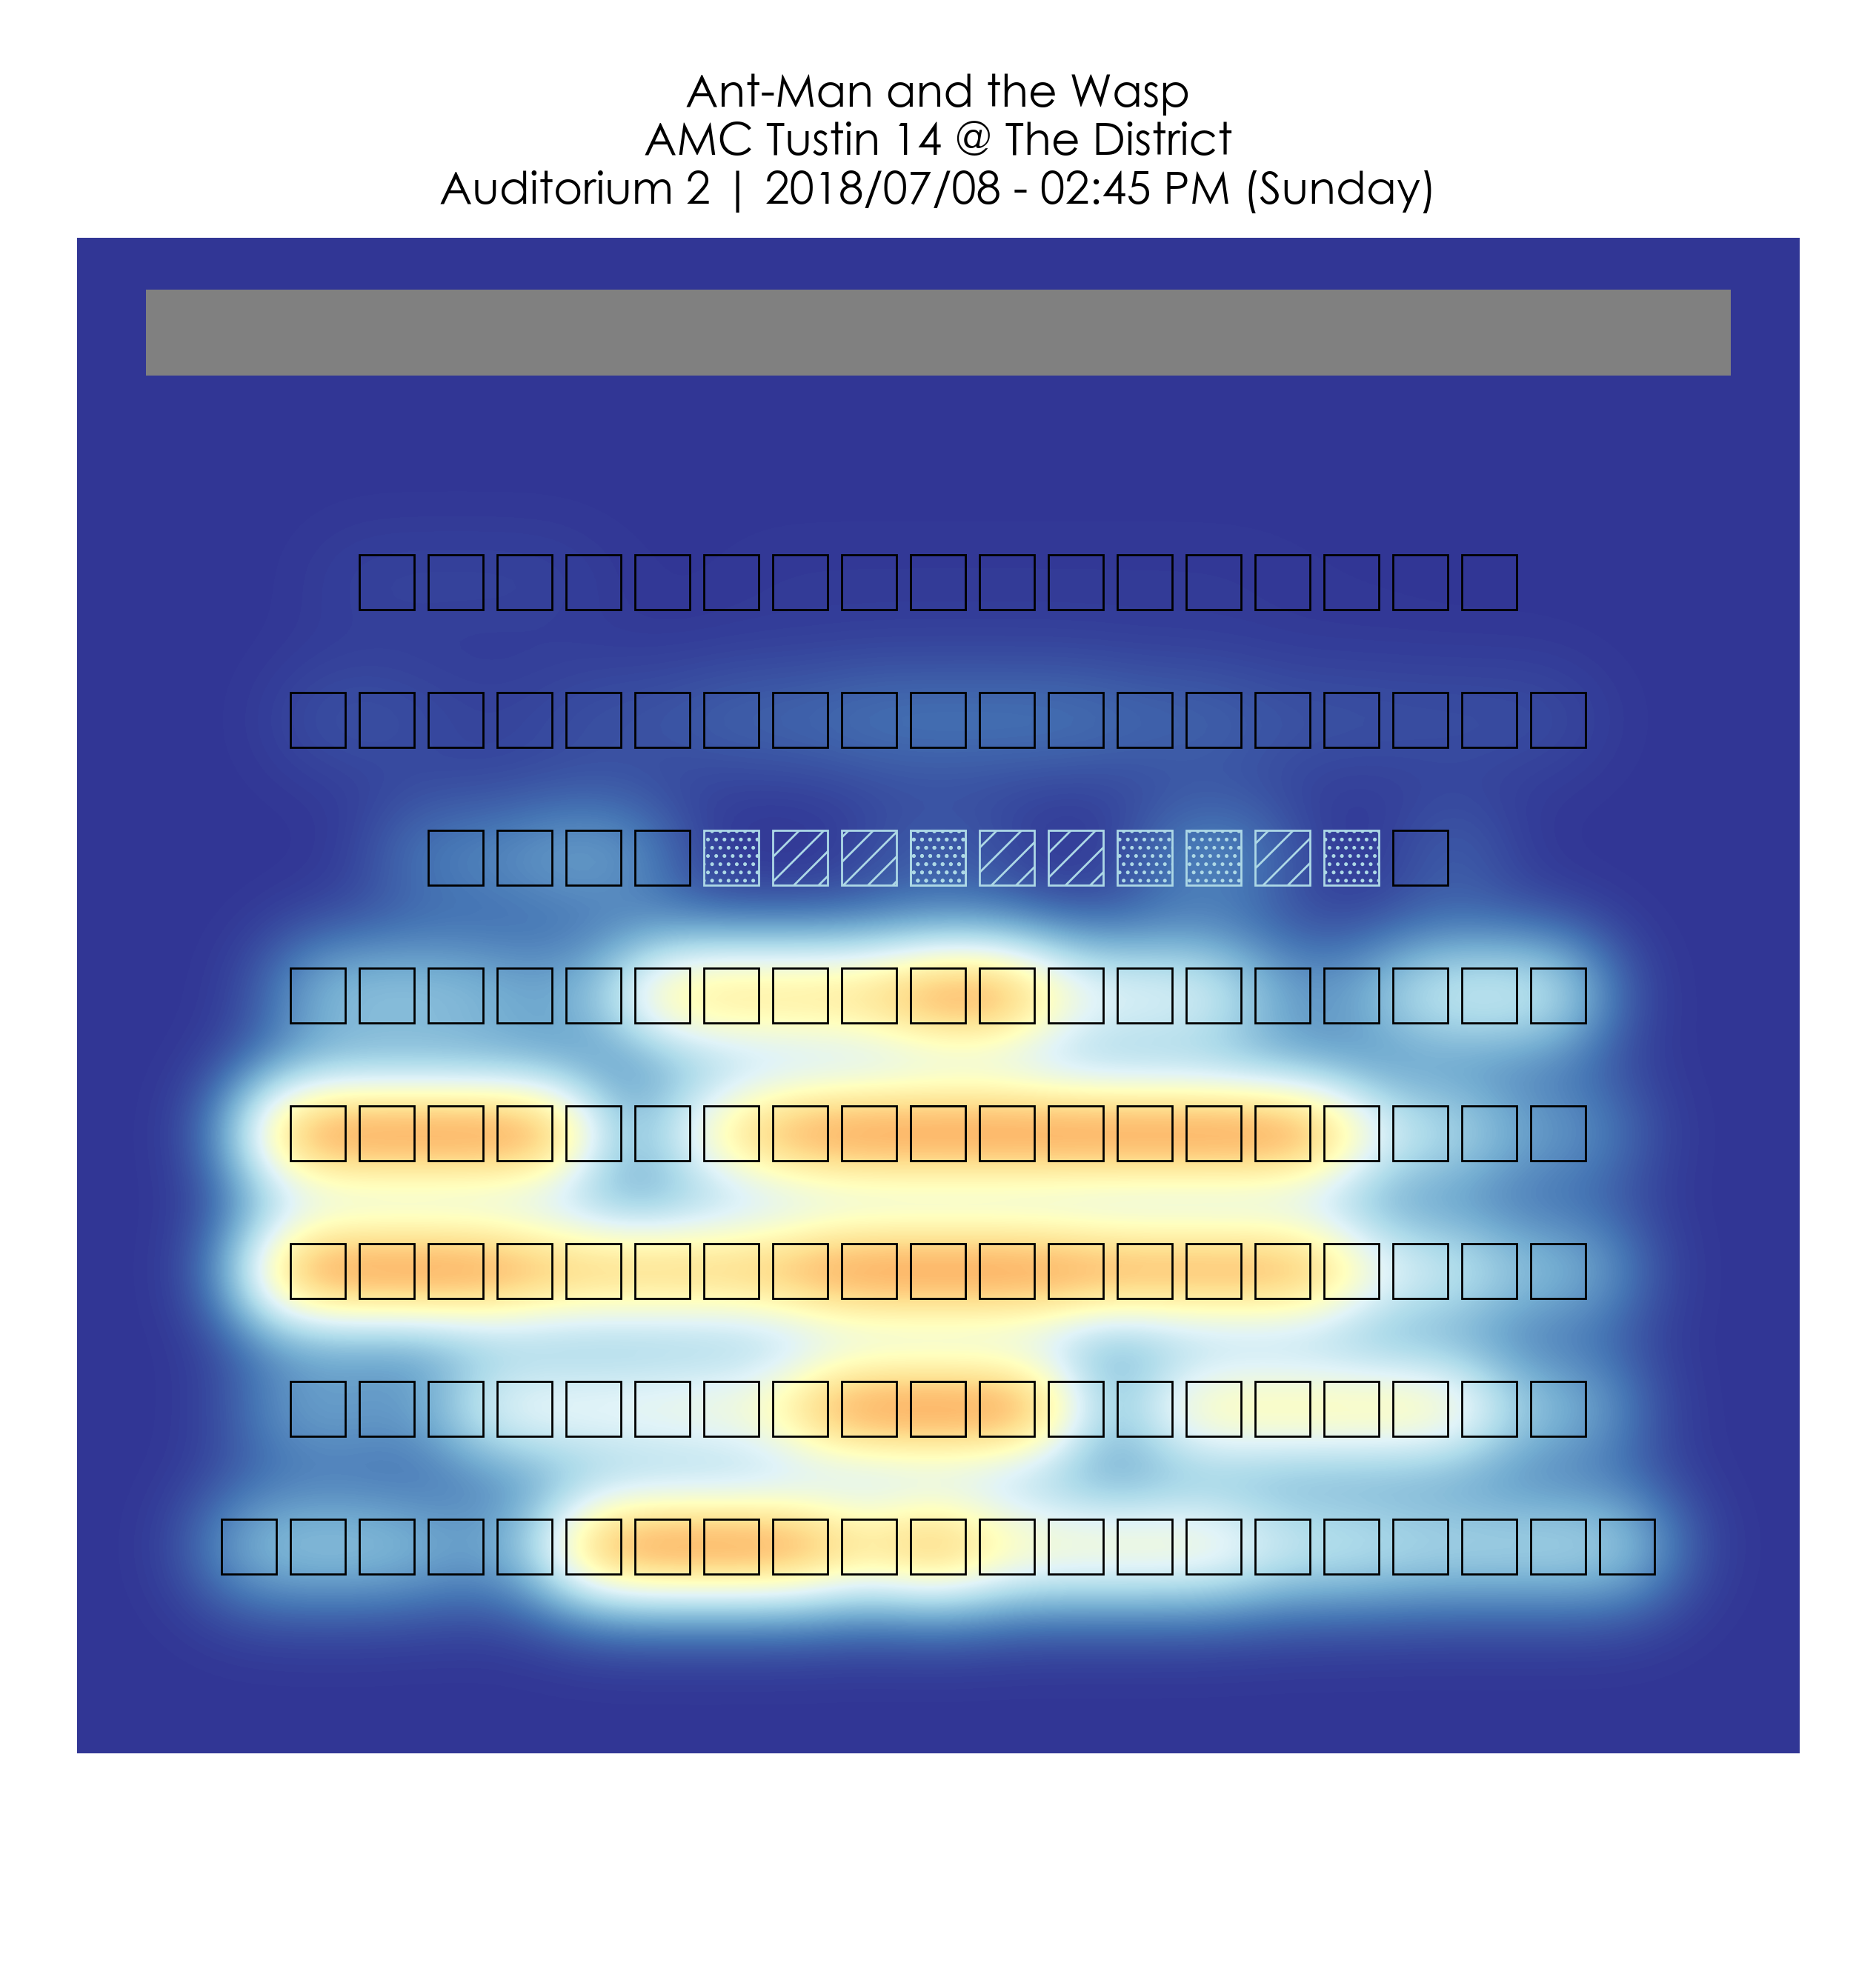 Ant-Man and the Wasp
AMC Tustin 14 @ The District
Auditorium 2 | 2018/07/08 - 02:45 PM (Sunday)